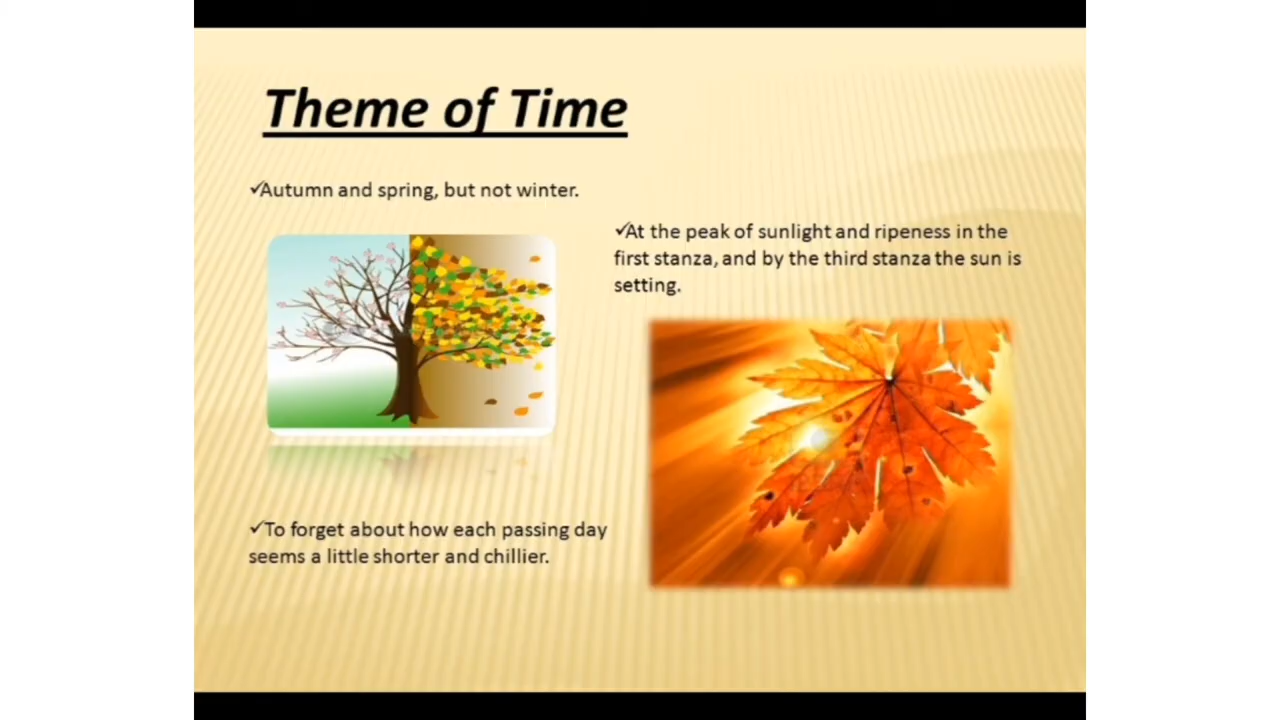 Theme of Time
✓Autumn and spring, but not winter.
✓At the peak of sunlight and ripeness in the
first stanza, and by the third stanza the sun is
setting.
✓To forget about how each passing day
seems a little shorter and chillier.